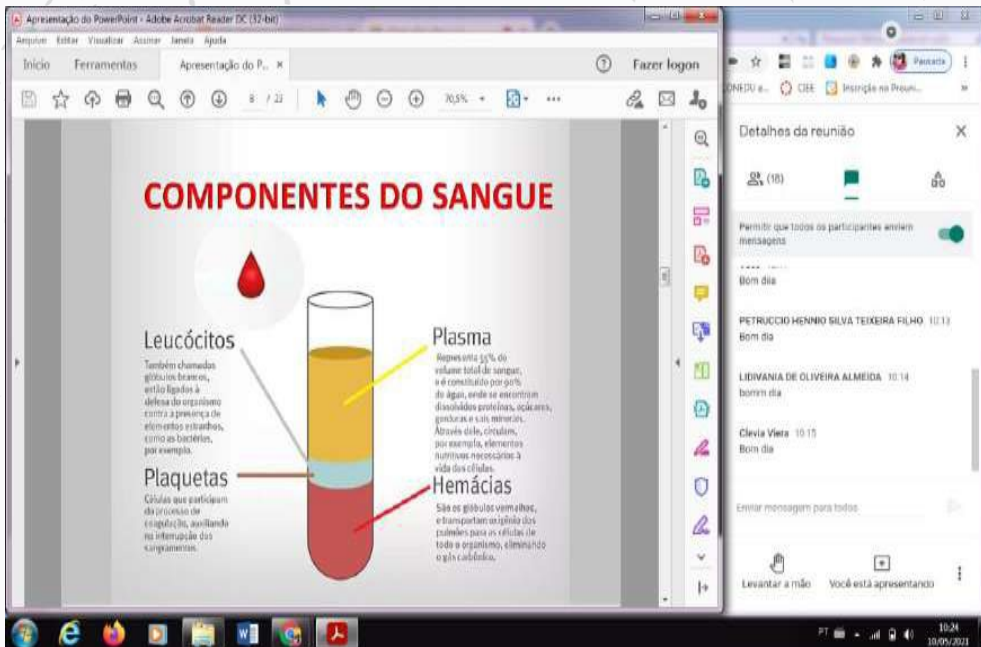 Apresentação do PowerPoint - Adobe Acrobat Reader DC (32-bit)
Arquivo Editar Visualizar Assinar Janela Ajuda
Início Ferramentas Apresentação do P... × Fazer logon
8 / 23 70,5%
COMPONENTES DO SANGUE
Leucócitos
Também chamados
glóbulos brancos,
estão ligados à
defesa do organismo
contra a presença de
elementos estranhos,
como as bactérias,
por exemplo.
Plaquetas
Células que participam
do processo de
coagulação, auxiliando
na interrupção dos
sangramentos.
Plasma
Representa 55% do
volume total do sangue,
e é constituído por 90%
de água, onde se encontram
dissolvidos proteínas, açúcares,
gorduras e sais minerais.
Através dele, circulam,
por exemplo, elementos
nutritivos necessários à
vida das células.
Hemácias
São os glóbulos vermelhos,
e transportam oxigênio dos
pulmões para as células de
todo o organismo, eliminando
o gás carbônico.
Pausada
CIEE Inscrição na Preuni...
Detalhes da reunião
(18)
Permitir que todos os participantes enviem
mensagens
Bom dia
PETRUCCIO HENNIO SILVA TEIXEIRA FILHO 10:13
Bom dia
LIDIVANIA DE OLIVEIRA ALMEIDA 10:14
bomm dia
Clevia Vieta 10:15
Bom dia
Enviar mensagem para todos
Levantar a mão Você está apresentando
PT 10:24
10/05/2021